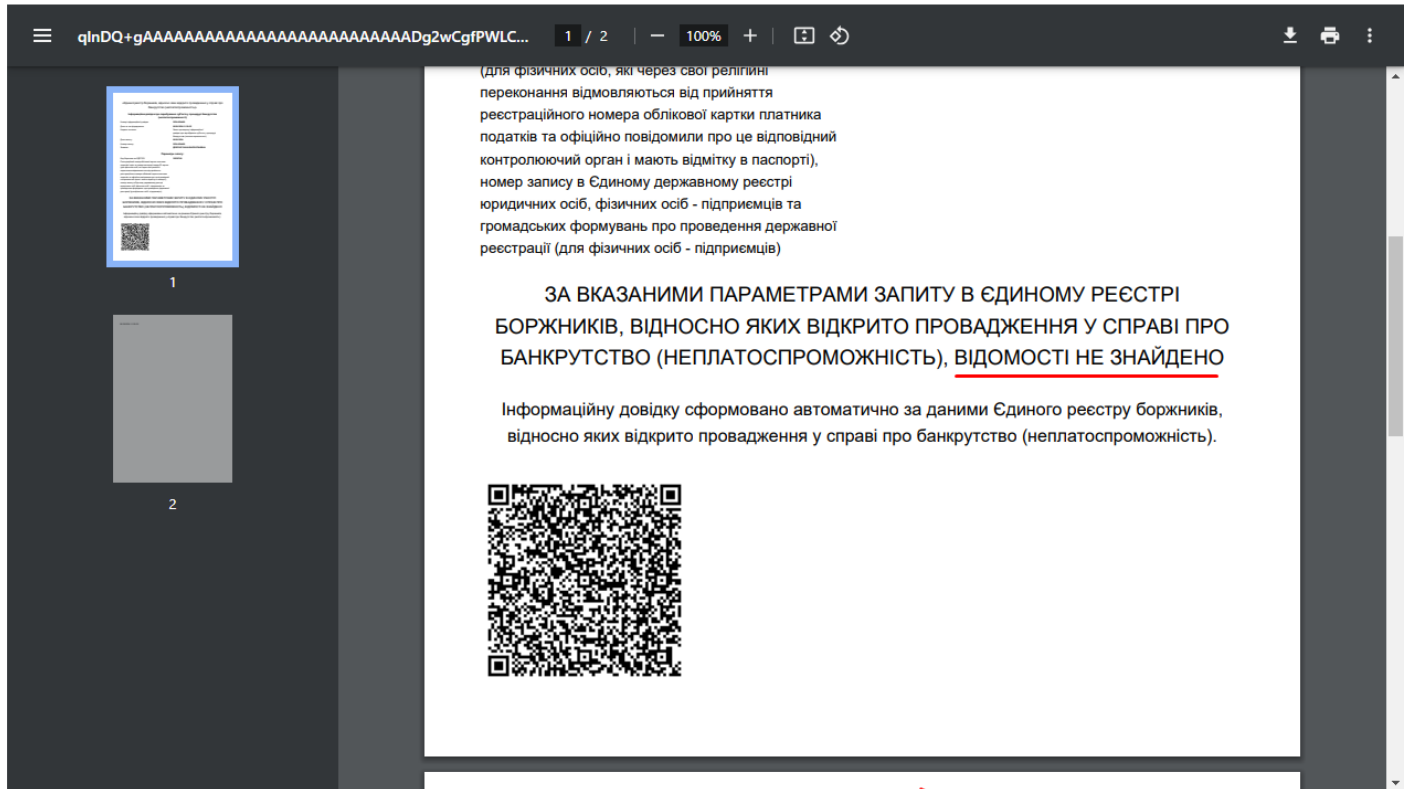 qInDQ+gAAAAAAAAAAAAAAAAAAAAAAAAAADg2wCgfPWLC... 1 / 2 100%
(для фізичних осіб, які через свої релігійні
переконання відмовляються від прийняття
реєстраційного номера облікової картки платника
податків та офіційно повідомили про це відповідний
контролюючий орган і мають відмітку в паспорті),
номер запису в Єдиному державному реєстрі
юридичних осіб, фізичних осіб - підприємців та
громадських формувань про проведення державної
реєстрації (для фізичних осіб - підприємців)
ЗА ВКАЗАНИМИ ПАРАМЕТРАМИ ЗАПИТУ В ЄДИНОМУ РЕЄСТРІ
БОРЖНИКІВ, ВІДНОСНО ЯКИХ ВІДКРИТО ПРОВАДЖЕННЯ У СПРАВІ ПРО
БАНКРУТСТВО (НЕПЛАТОСПРОМОЖНІСТЬ), ВІДОМОСТІ НЕ ЗНАЙДЕНО
Інформаційну довідку сформовано автоматично за даними Єдиного реєстру боржників,
відносно яких відкрито провадження у справі про банкрутство (неплатоспроможність).
1
2